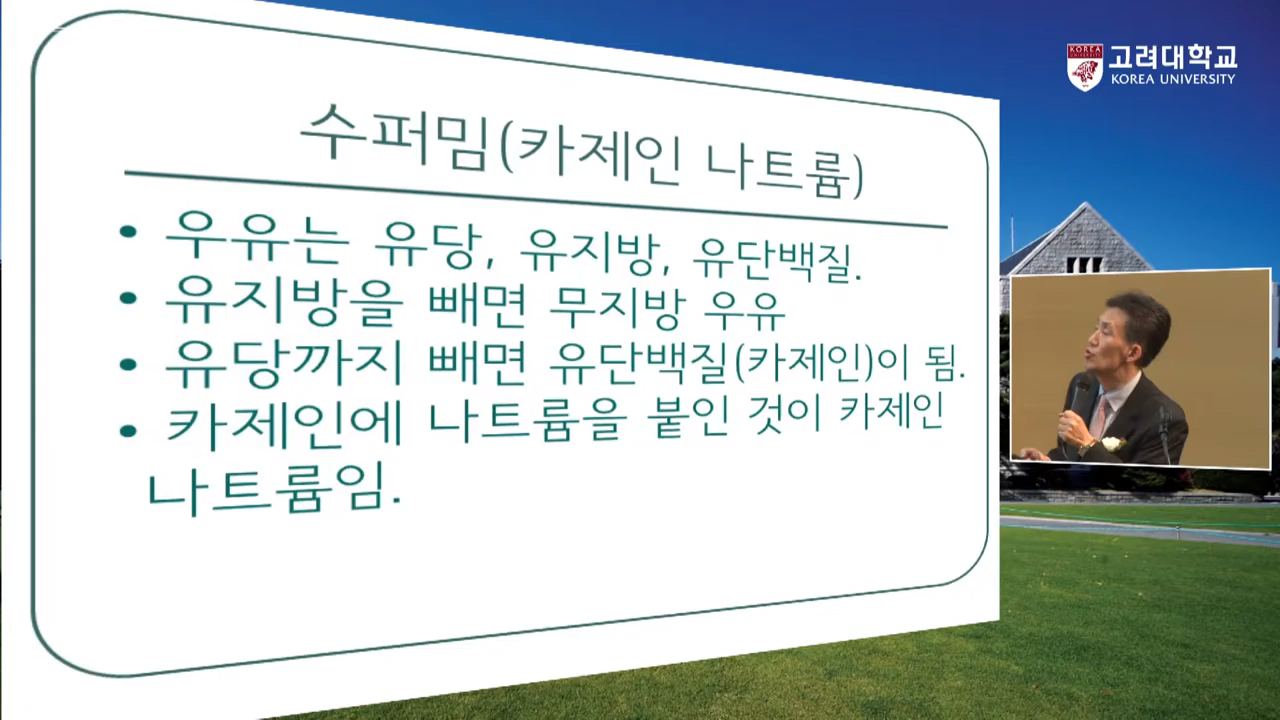 수퍼밈(카제인 나트륨)
• 우유는 유당, 유지방, 유단백질.
• 유지방을 빼면 무지방 우유
• 유당까지 빼면 유단백질(카제인)이 됨.
• 카제인에 나트륨을 붙인 것이 카제인
나트륨임.
KOREA
UNIVERSITY
고려대학교
KOREA UNIVERSITY